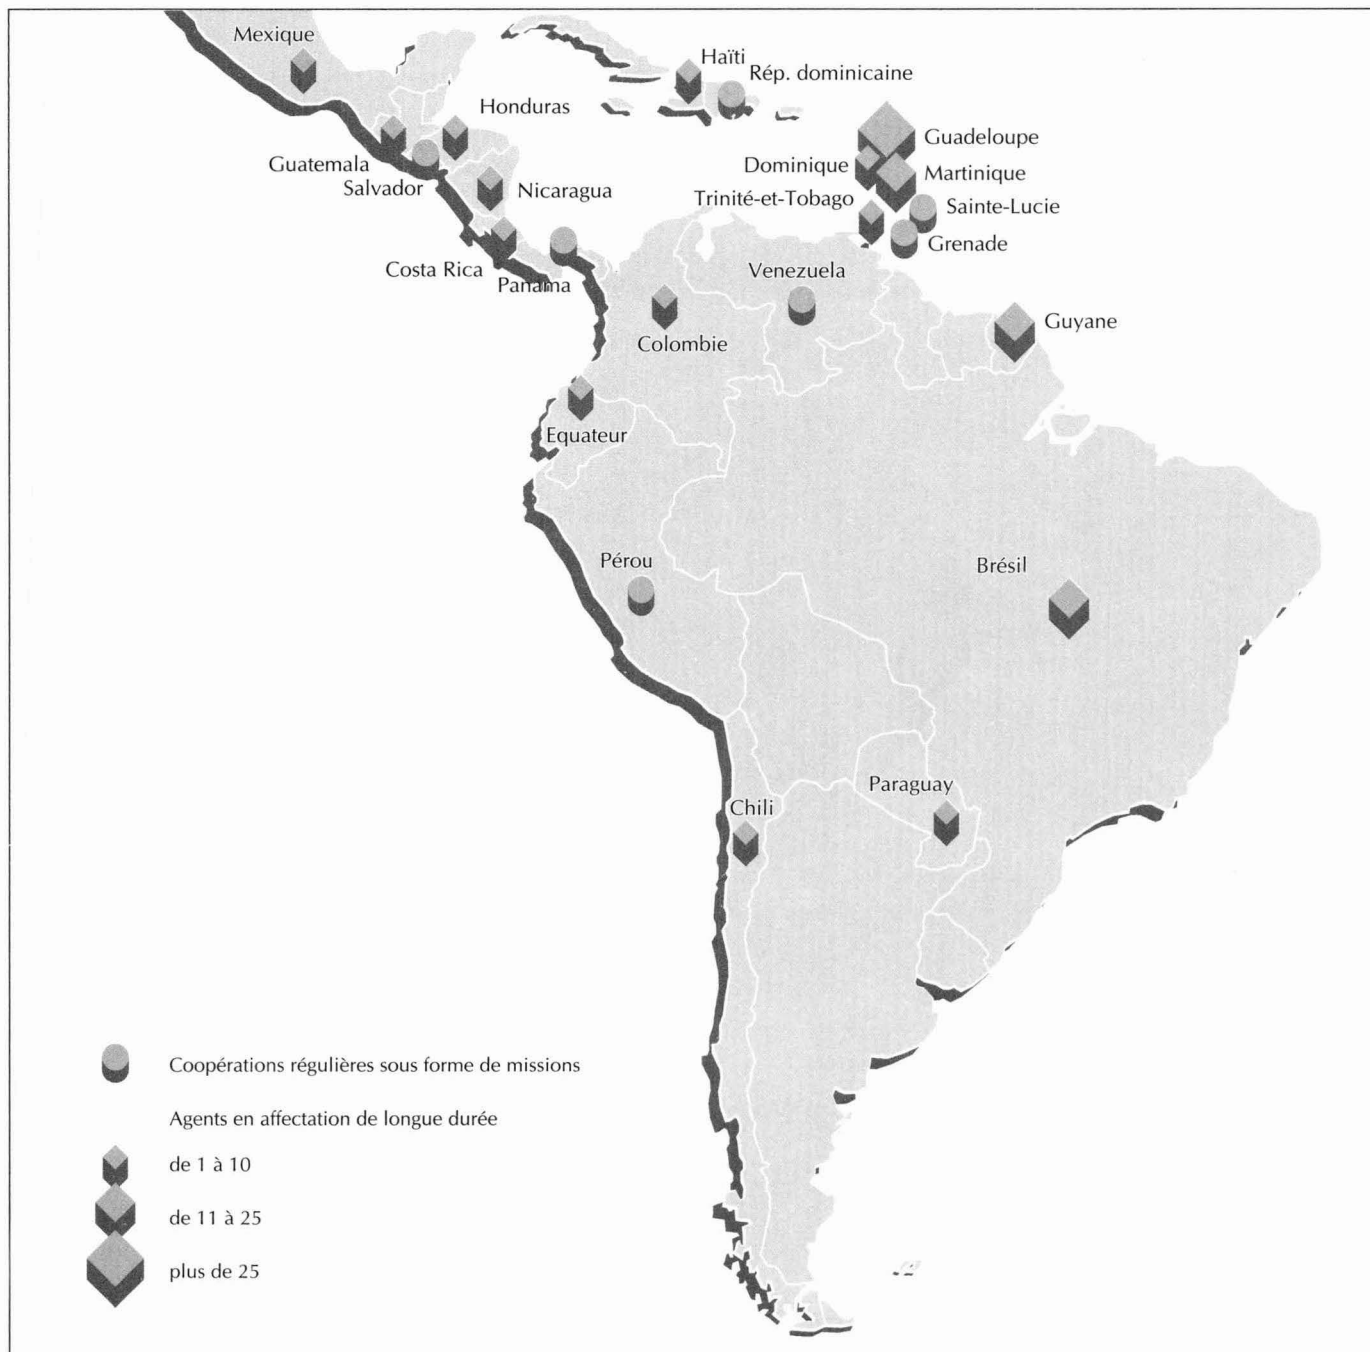 Mexique
Haïti
Rép. dominicaine
Honduras
Guadeloupe
Guatemala
Dominique
Martinique
Salvador
Nicaragua
Trinité-et-Tobago
Sainte-Lucie
Grenade
Costa Rica
Panama
Venezuela
Colombie
Guyane
Equateur
Pérou
Brésil
Paraguay
Chili
Coopérations régulières sous forme de missions
Agents en affectation de longue durée
de 1 à 10
de 11 à 25
plus de 25